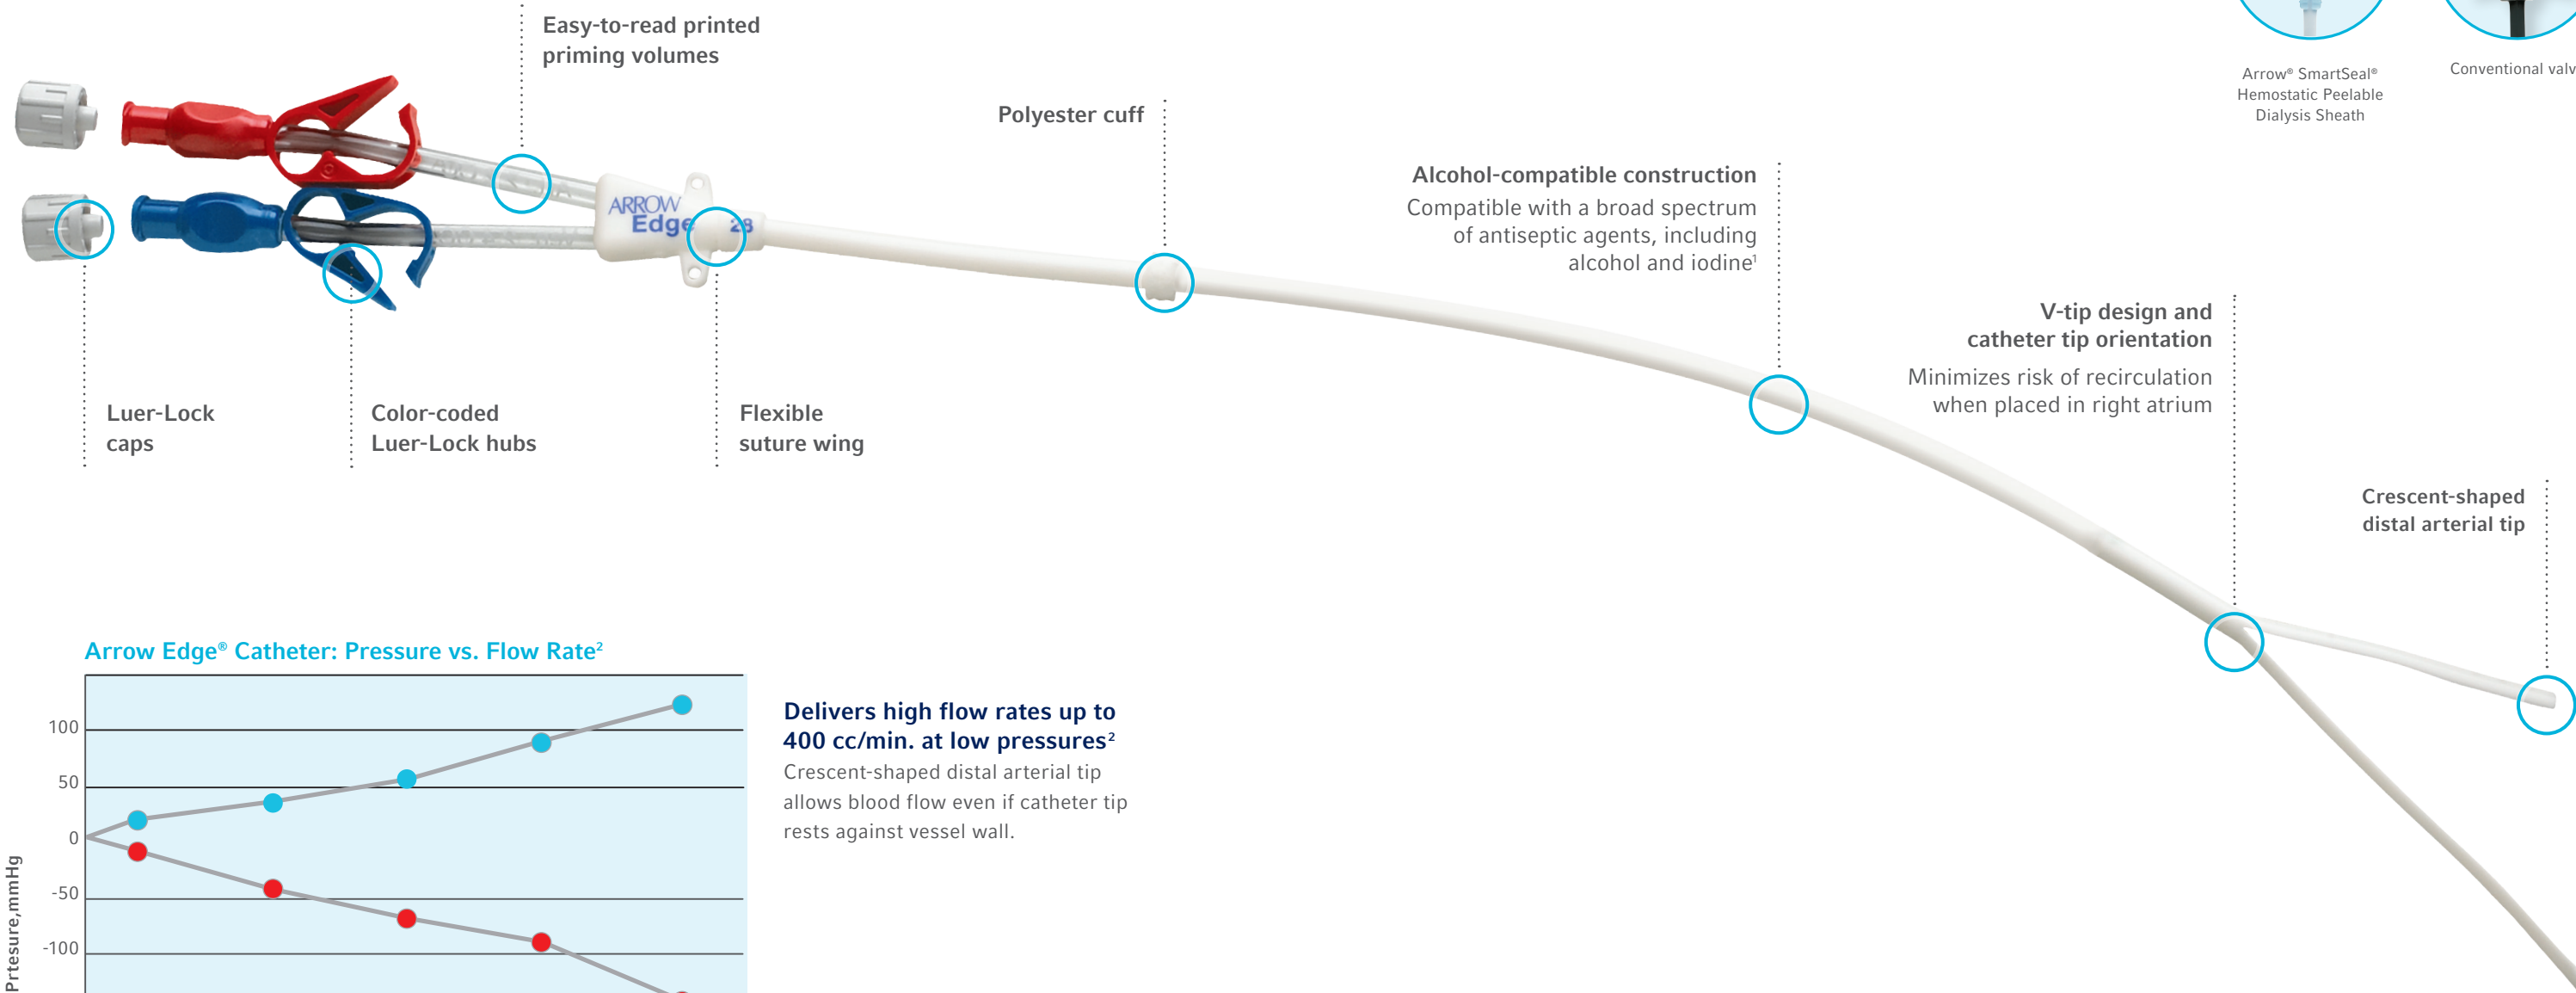 Easy-to-read printed
priming volumes
Arrow® SmartSeal®
Hemostatic Peelable
Dialysis Sheath
Conventional valv
Polyester cuff
Alcohol-compatible construction
Compatible with a broad spectrum
of antiseptic agents, including
alcohol and iodine¹
ARROW
Edge
28
V-tip design and
catheter tip orientation
Minimizes risk of recirculation
when placed in right atrium
Luer-Lock
caps
Color-coded
Luer-Lock hubs
Flexible
suture wing
Crescent-shaped
distal arterial tip
Arrow Edge® Catheter: Pressure vs. Flow Rate²
100
50
0
-50
-100
Prtesure,mmHg
Delivers high flow rates up to
400 cc/min. at low pressures²
Crescent-shaped distal arterial tip
allows blood flow even if catheter tip
rests against vessel wall.